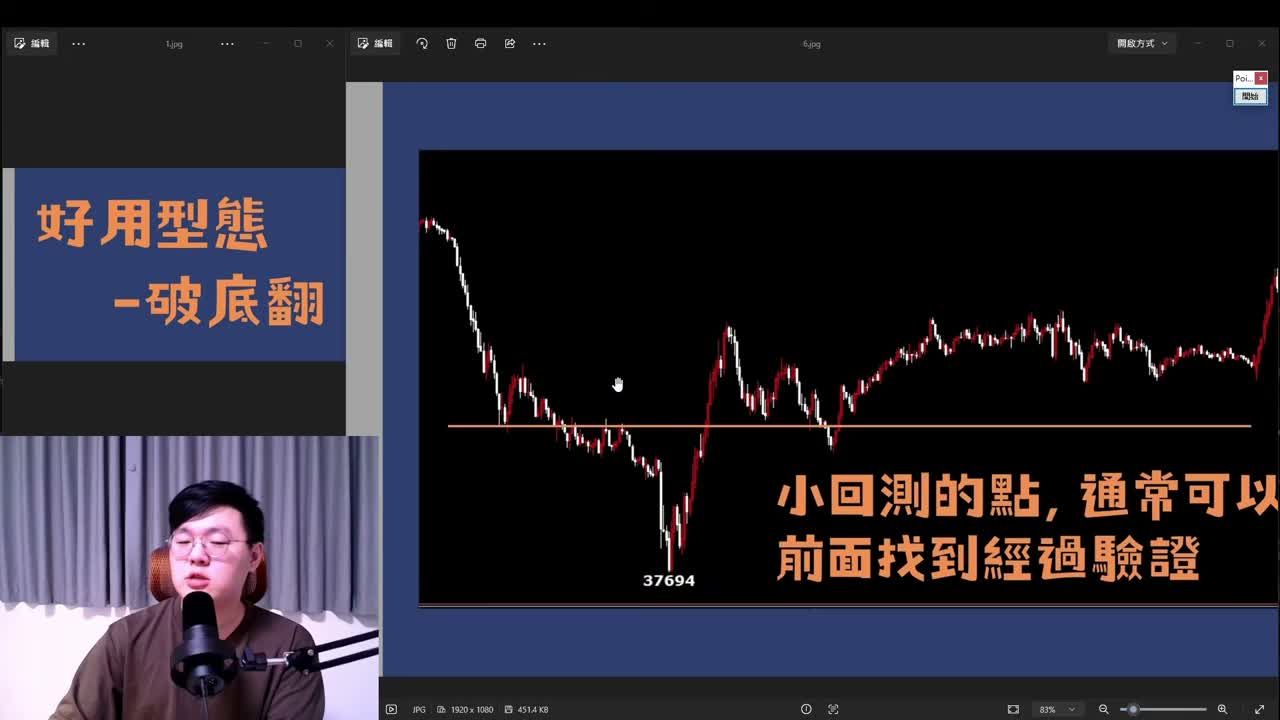 編輯
1.jpg
編輯
6.jpg
開啟方式
Poi...
開始
好用型態
-破底翻
37694
小回測的點, 通常可以
前面找到經過驗證
JPG
1920 x 1080
451.4 KB
83%